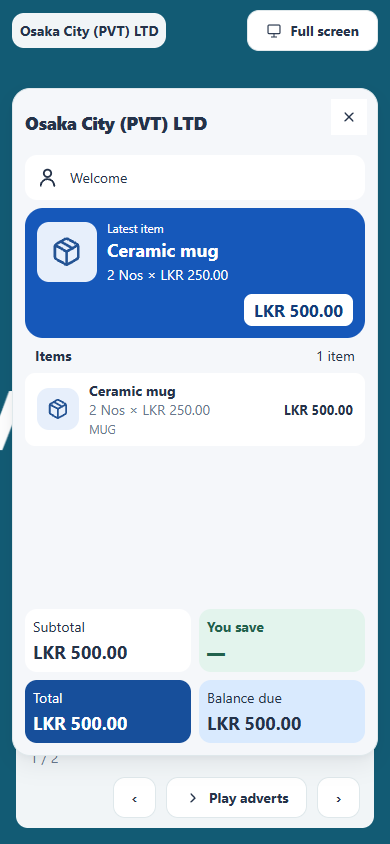 Osaka City (PVT) LTD
Full screen
Osaka City (PVT) LTD
×
Welcome
Latest item
Ceramic mug
2 Nos × LKR 250.00
LKR 500.00
Items
1 item
Ceramic mug
2 Nos × LKR 250.00
LKR 500.00
MUG
Subtotal
LKR 500.00
You save
—
Total
LKR 500.00
Balance due
LKR 500.00
1 / 2
‹
› Play adverts
›